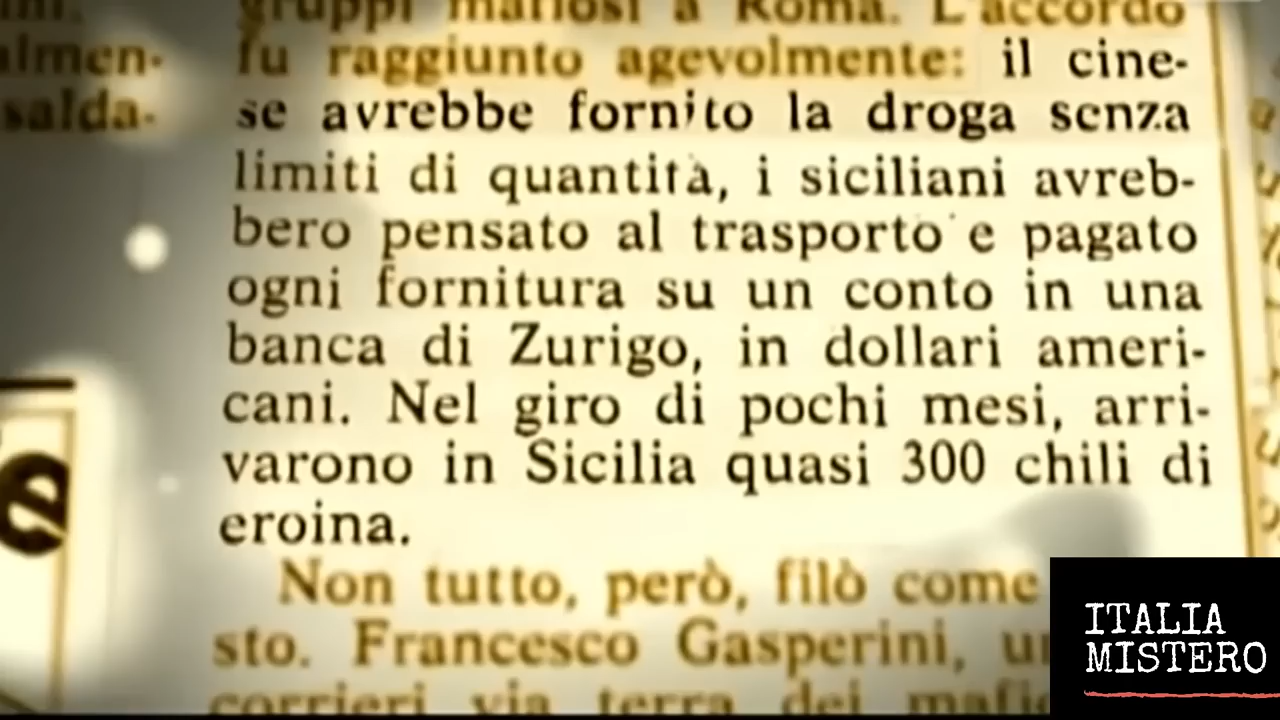 gruppi mafiosi a Roma. L'accordo
almen-
fu raggiunto agevolmente: il cine-
salda-
se avrebbe fornito la droga senza
limiti di quantità, i siciliani avreb-
bero pensato al trasporto e pagato
ogni fornitura su un conto in una
banca di Zurigo, in dollari ameri-
cani. Nel giro di pochi mesi, arri-
varono in Sicilia quasi 300 chili di
eroina.
e
Non tutto, però, filò come
sto. Francesco Gasperini, un
corrieri via terra dei mafio
ITALIA
MISTERO